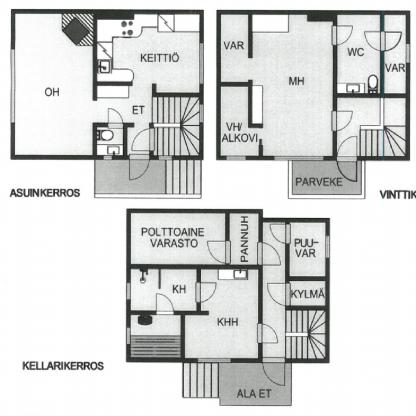 KEITTIÖ
OH
ET
ASUINKERROS
VAR
WC
VAR
MH
VH/
ALKOVI
PARVEKE
VINTTIK
POLTTOAINE
VARASTO
PANNUH
PUU-
VAR
KH
KYLMÄ
KHH
KELLARIKERROS
ALA ET